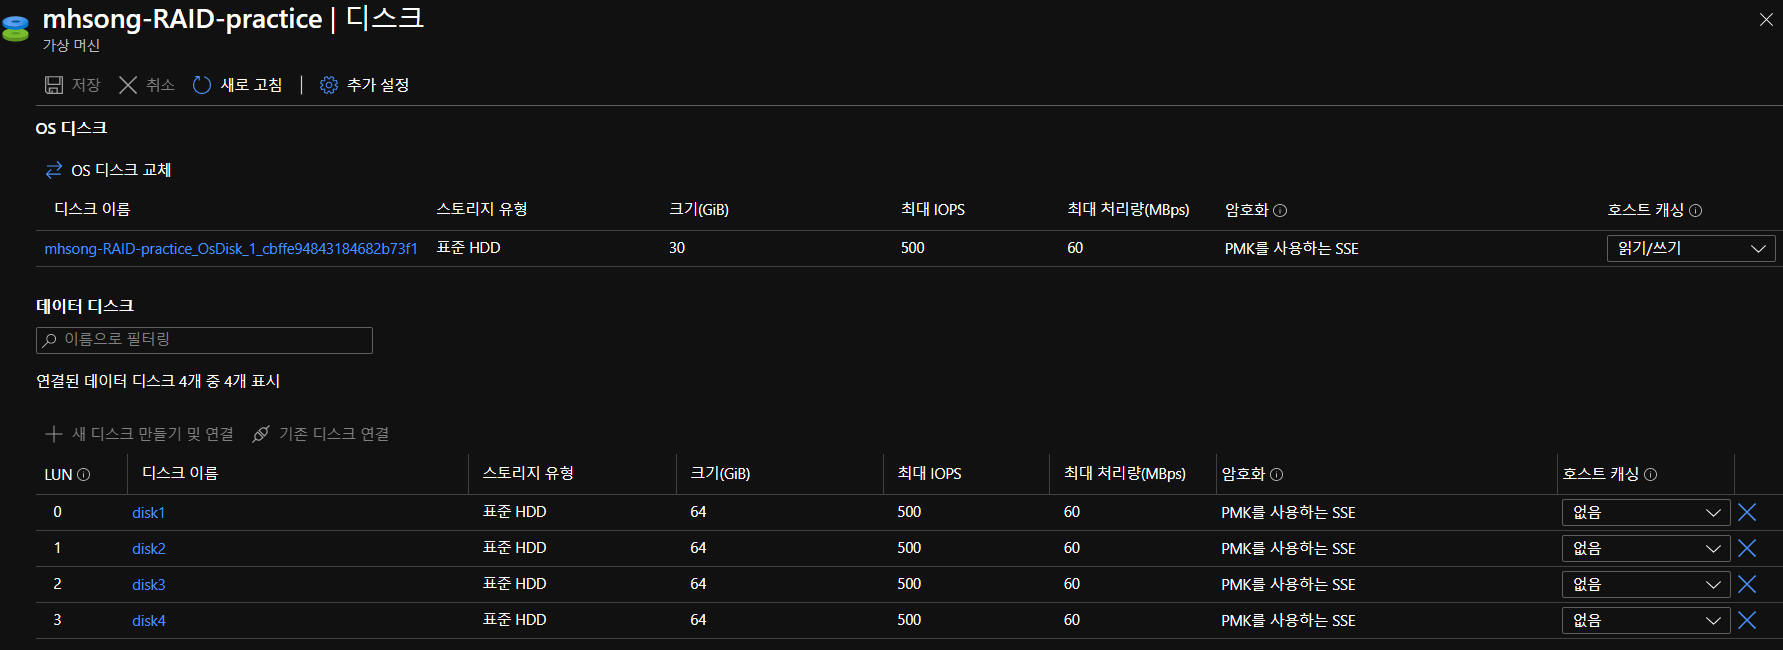 mhsong-RAID-practice | 디스크
가상 머신
저장 취소 새로 고침 | 추가 설정
OS 디스크
OS 디스크 교체
디스크 이름 스토리지 유형 크기(GiB) 최대 IOPS 최대 처리량(MBps) 암호화 호스트 캐싱
mhsong-RAID-practice_OsDisk_1_cbffe94843184682b73f1 표준 HDD 30 500 60 PMK를 사용하는 SSE 읽기/쓰기
데이터 디스크
이름으로 필터링
연결된 데이터 디스크 4개 중 4개 표시
새 디스크 만들기 및 연결 기존 디스크 연결
LUN 디스크 이름 스토리지 유형 크기(GiB) 최대 IOPS 최대 처리량(MBps) 암호화 호스트 캐싱
0 disk1 표준 HDD 64 500 60 PMK를 사용하는 SSE 없음
1 disk2 표준 HDD 64 500 60 PMK를 사용하는 SSE 없음
2 disk3 표준 HDD 64 500 60 PMK를 사용하는 SSE 없음
3 disk4 표준 HDD 64 500 60 PMK를 사용하는 SSE 없음